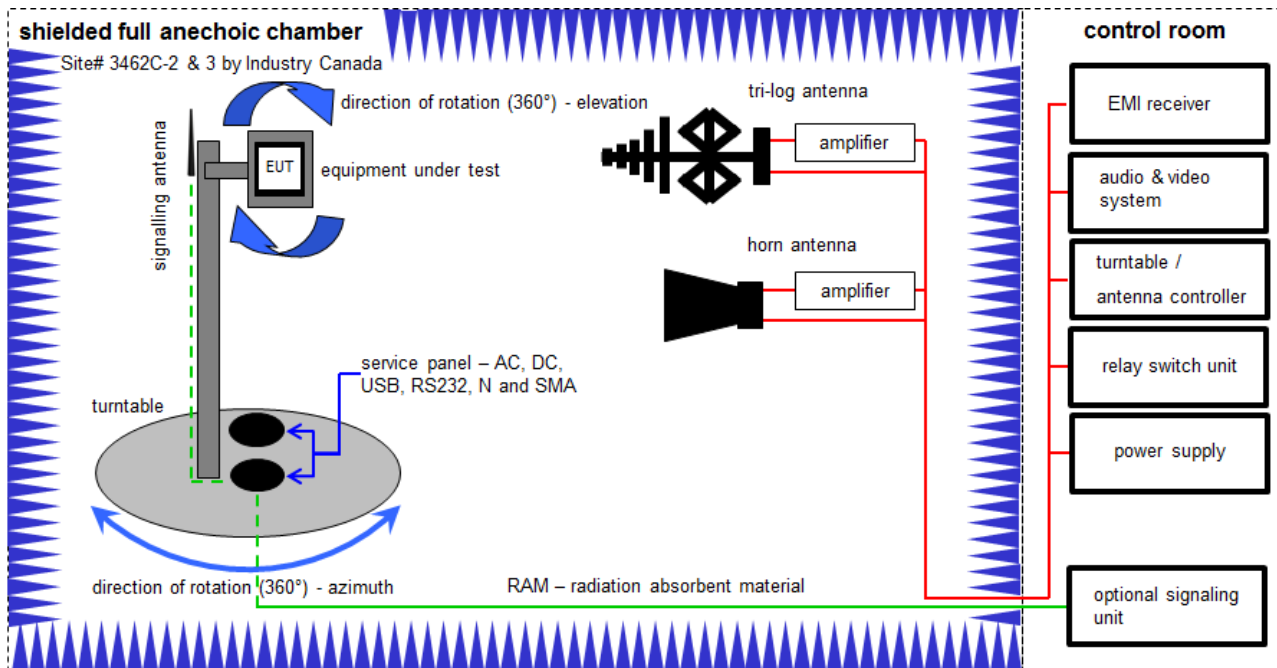 shielded full anechoic chamber
Site# 3462C-2 & 3 by Industry Canada
direction of rotation (360°) - elevation
signalling antenna
EUT
equipment under test
tri-log antenna
amplifier
horn antenna
amplifier
service panel – AC, DC,
USB, RS232, N and SMA
turntable
direction of rotation (360°) - azimuth
RAM – radiation absorbent material
control room
EMI receiver
audio & video
system
turntable /
antenna controller
relay switch unit
power supply
optional signaling
unit